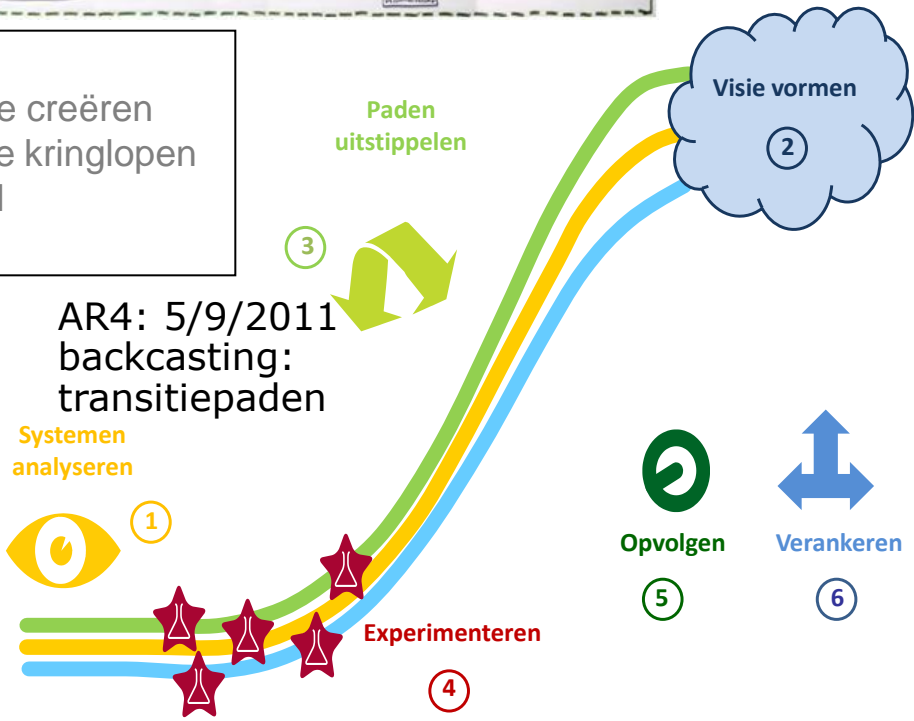 e creëren
e kringlopen
Paden
uitstippelen
Visie vormen
2
3
AR4: 5/9/2011
backcasting:
transitiepaden
Systemen
analyseren
1
Opvolgen
Verankeren
5
6
Experimenteren
4